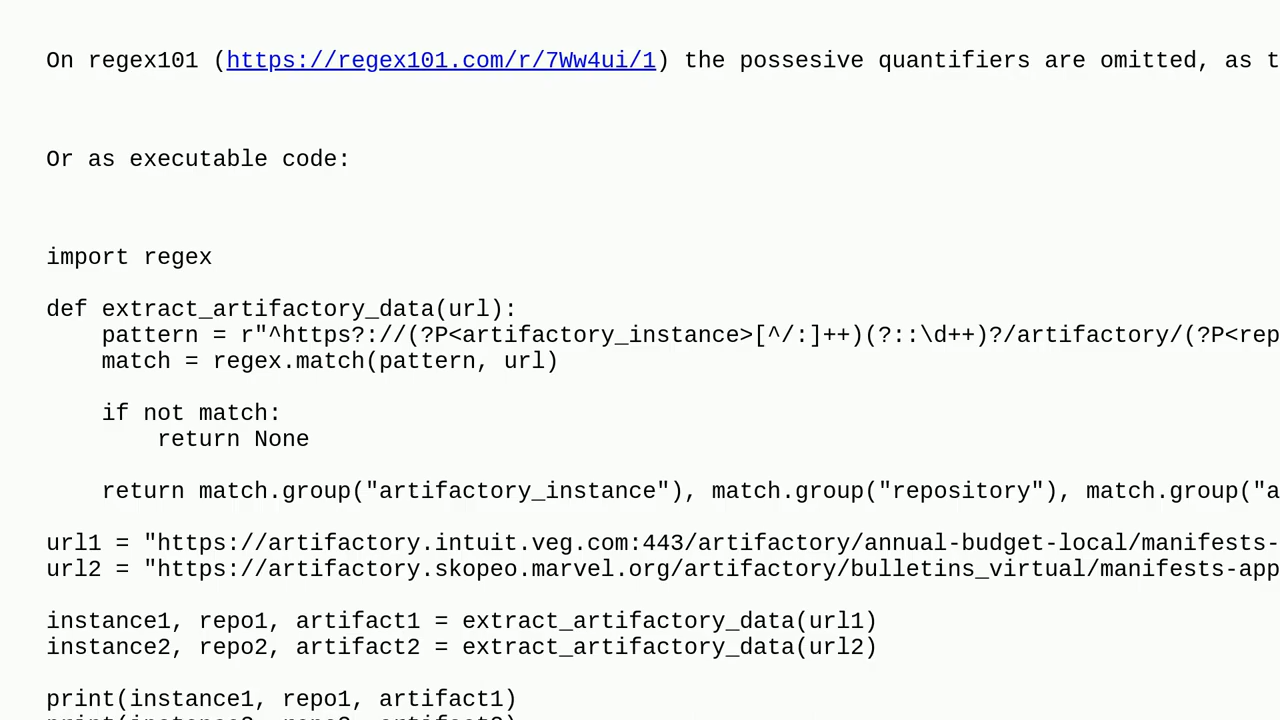 On regex101 (https://regex101.com/r/7Ww4ui/1) the possesive quantifiers are omitted, as t
Or as executable code:
import regex
def extract_artifactory_data(url):
    pattern = r"^https?://(?P<artifactory_instance>[^/:]++)(?::\d++)?/artifactory/(?P<rep
    match = regex.match(pattern, url)
    if not match:
        return None
    return match.group("artifactory_instance"), match.group("repository"), match.group("a
url1 = "https://artifactory.intuit.veg.com:443/artifactory/annual-budget-local/manifests-
url2 = "https://artifactory.skopeo.marvel.org/artifactory/bulletins_virtual/manifests-app
instance1, repo1, artifact1 = extract_artifactory_data(url1)
instance2, repo2, artifact2 = extract_artifactory_data(url2)
print(instance1, repo1, artifact1)
print(instance2, repo2, artifact2)